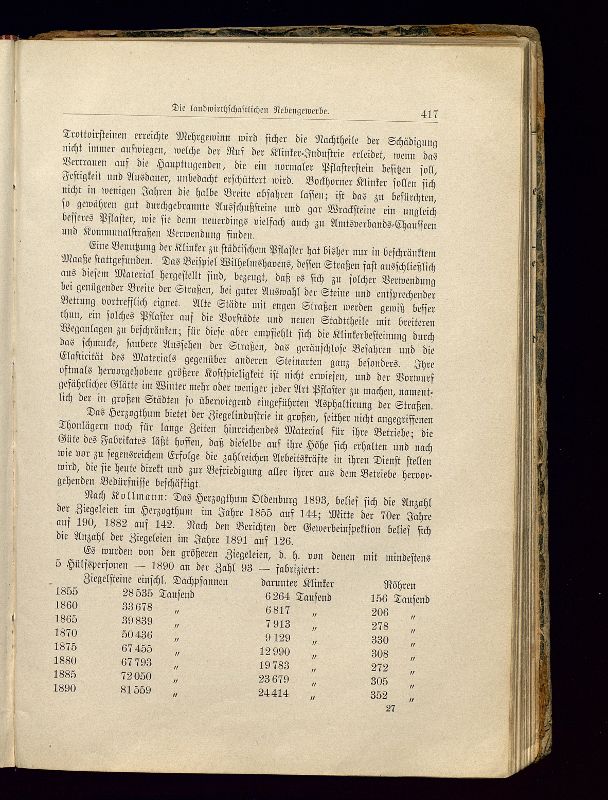 Die landwirthschaftlichen Nebengewerbe. 417
Trottoirsteinen erreichte Mehrgewinn wird sicher die Nachtheile der Schädigung
nicht immer aufwiegen, welche der Ruf der Klinker-Industrie erleidet, wenn das
Vertrauen auf die Haupttugenden, die ein normaler Pflasterstein besitzen soll,
Festigkeit und Ausdauer, unbedacht erschüttert wird. Bockhorner Klinker sollen sich
nicht in wenigen Jahren die halbe Breite abfahren lassen; ist das zu befürchten,
so gewähren gut durchgebrannte Ausschußsteine und gar Wracksteine ein ungleich
besseres Pflaster, wie sie denn neuerdings vielfach auch zu Amtsverbands-Chausseen
und Kommunalstraßen Verwendung finden.
Eine Benutzung der Klinker zu städtischem Pflaster hat bisher nur in beschränktem
Maaße stattgefunden. Das Beispiel Wilhelmshavens, dessen Straßen fast ausschließlich
aus diesem Material hergestellt sind, bezeugt, daß es sich zu solcher Verwendung
bei genügender Breite der Straßen, bei guter Auswahl der Steine und entsprechender
Bettung vortrefflich eignet. Alte Städte mit engen Straßen werden gewiß besser
thun, ein solches Pflaster auf die Vorstädte und neuen Stadttheile mit breiteren
Weganlagen zu beschränken; für diese aber empfiehlt sich die Klinkerbesteinung durch
das schmucke, saubere Aussehen der Straßen, das geräuschlose Befahren und die
Elasticität des Materials gegenüber anderen Steinarten ganz besonders. Ihre
oftmals hervorgehobene größere Kostspieligkeit ist nicht erwiesen, und der Vorwurf
gefährlicher Glätte im Winter mehr oder weniger jeder Art Pflaster zu machen, nament-
lich der in großen Städten so überwiegend eingeführten Asphaltirung der Straßen.
Das Herzogthum bietet der Ziegelindustrie in großen, seither nicht angegriffenen
Thonlägern noch für lange Zeiten hinreichendes Material für ihre Betriebe; die
Güte des Fabrikates läßt hoffen, daß dieselbe auf ihre Höhe sich erhalten und nach
wie vor zu segensreichem Erfolge die zahlreichen Arbeitskräfte in ihren Dienst stellen
wird, die sie heute direkt und zur Befriedigung aller ihrer aus dem Betriebe hervor-
gehenden Bedürfnisse beschäftigt.
Nach Kollmann: Das Herzogthum Oldenburg 1893, belief sich die Anzahl
der Ziegeleien im Herzogthum im Jahre 1855 auf 144; Mitte der 70er Jahre
auf 190, 1882 auf 142. Nach den Berichten der Gewerbeinspektion belief sich
die Anzahl der Ziegeleien im Jahre 1891 auf 126.
Es wurden von den größeren Ziegeleien, d. h. von denen mit mindestens
5 Hülfspersonen — 1890 an der Zahl 93 — fabriziert:
Ziegelsteine einschl. Dachpfannen darunter Klinker Röhren
1855 28 535 Tausend 6 264 Tausend 156 Tausend
1860 33 678 „ 6 817 „ 206 „
1865 39 839 „ 7 913 „ 278 „
1870 50 436 „ 9 129 „ 330 „
1875 67 455 „ 12 990 „ 308 „
1880 67 793 „ 19 783 „ 272 „
1885 72 050 „ 23 679 „ 305 „
1890 81 559 „ 24 414 „ 352 „
27